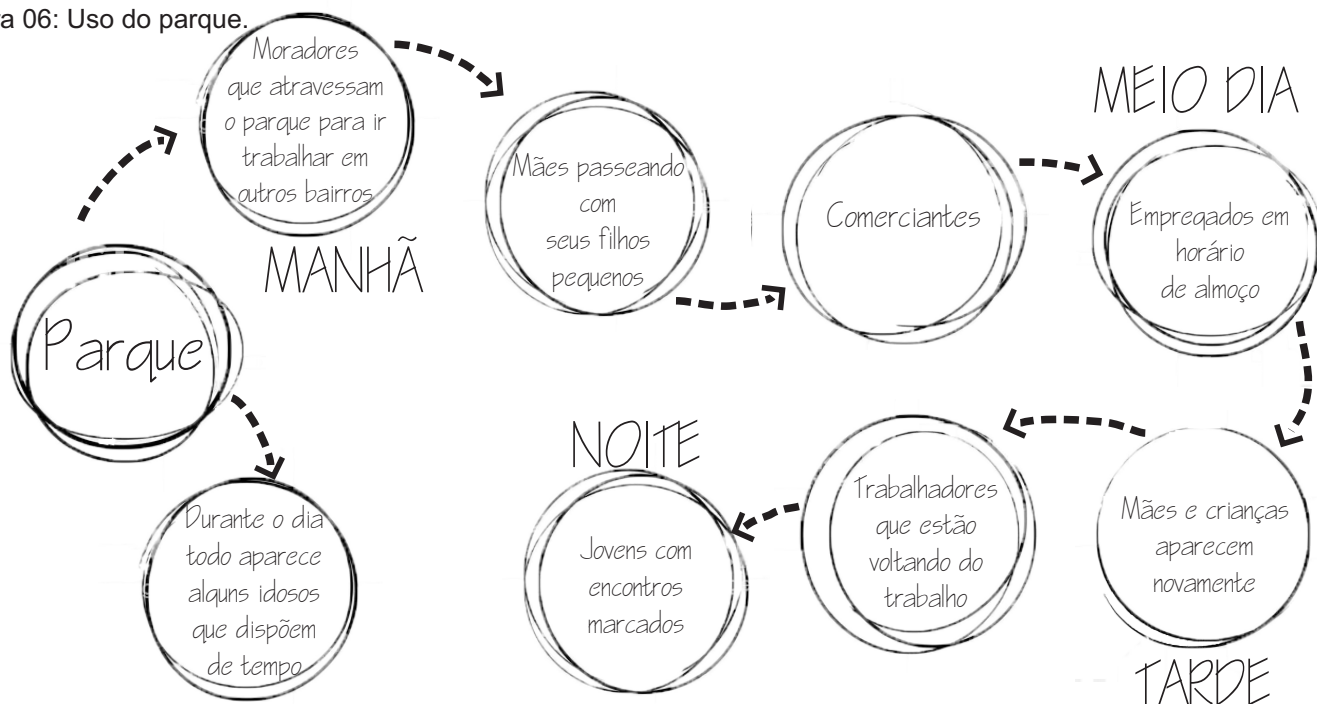 ra 06: Uso do parque.
Moradores
que atravessam
o parque para ir
trabalhar em
outros bairros
MANHÃ
Mães passeando
com
seus filhos
pequenos
Comerciantes
MEIO DIA
Empregados em
horário
de almoço
Parque
Durante o dia
todo aparece
alguns idosos
que dispõem
de tempo
NOITE
Jovens com
encontros
marcados
Trabalhadores
que estão
voltando do
trabalho
Mães e crianças
aparecem
novamente
TARDE